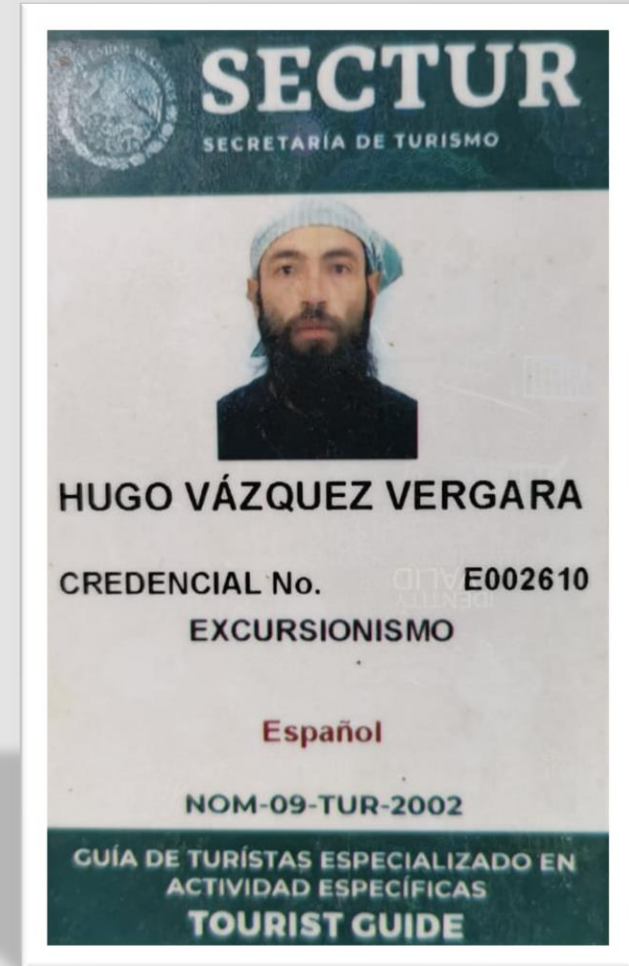 SECTUR
SECRETARÍA DE TURISMO
HUGO VÁZQUEZ VERGARA
CREDENCIAL No. E002610
EXCURSIONISMO
Español
NOM-09-TUR-2002
GUÍA DE TURÍSTAS ESPECIALIZADO EN
ACTIVIDAD ESPECÍFICAS
TOURIST GUIDE